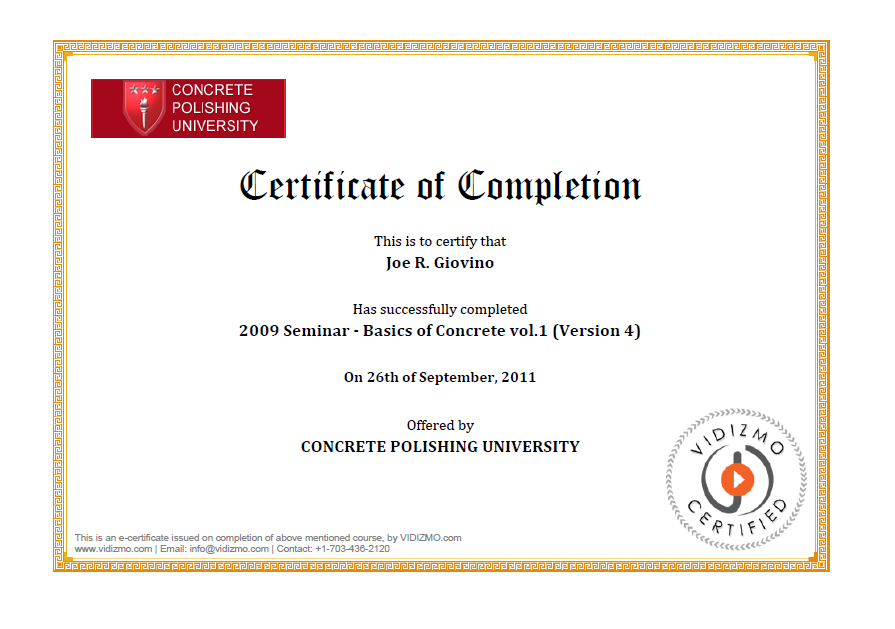 CONCRETE
POLISHING
UNIVERSITY
Certificate of Completion
This is to certify that
Joe R. Giovino
Has successfully completed
2009 Seminar - Basics of Concrete vol.1 (Version 4)
On 26th of September, 2011
Offered by
CONCRETE POLISHING UNIVERSITY
VIDIZMO
CERTIFIED
This is an e-certificate issued on completion of above mentioned course, by VIDIZMO.com
www.vidizmo.com | Email: info@vidizmo.com | Contact: +1-703-436-2120